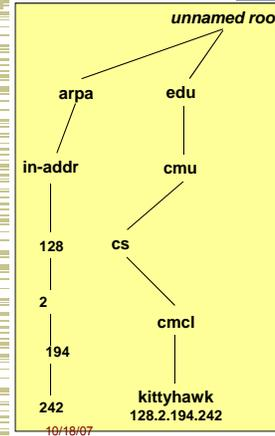 unnamed roo
arpa edu
in-addr cmu
128 cs
2
cmcl
194
kittyhawk
242 128.2.194.242
10/18/07